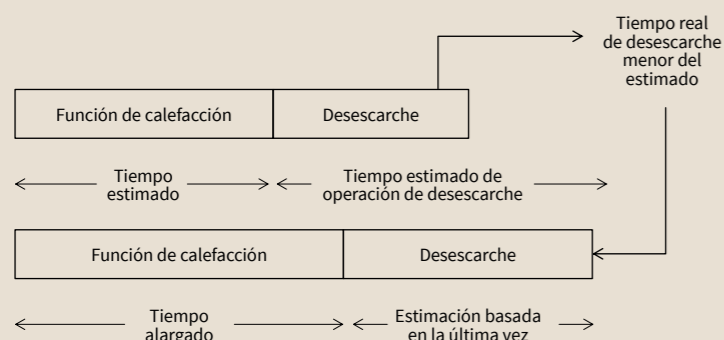 Tiempo real
de desescarche
menor del
estimado
Función de calefacción
Desescarche
Tiempo
estimado
Tiempo estimado de
operación de desescarche
Función de calefacción
Desescarche
Tiempo
alargado
Estimación basada
en la última vez